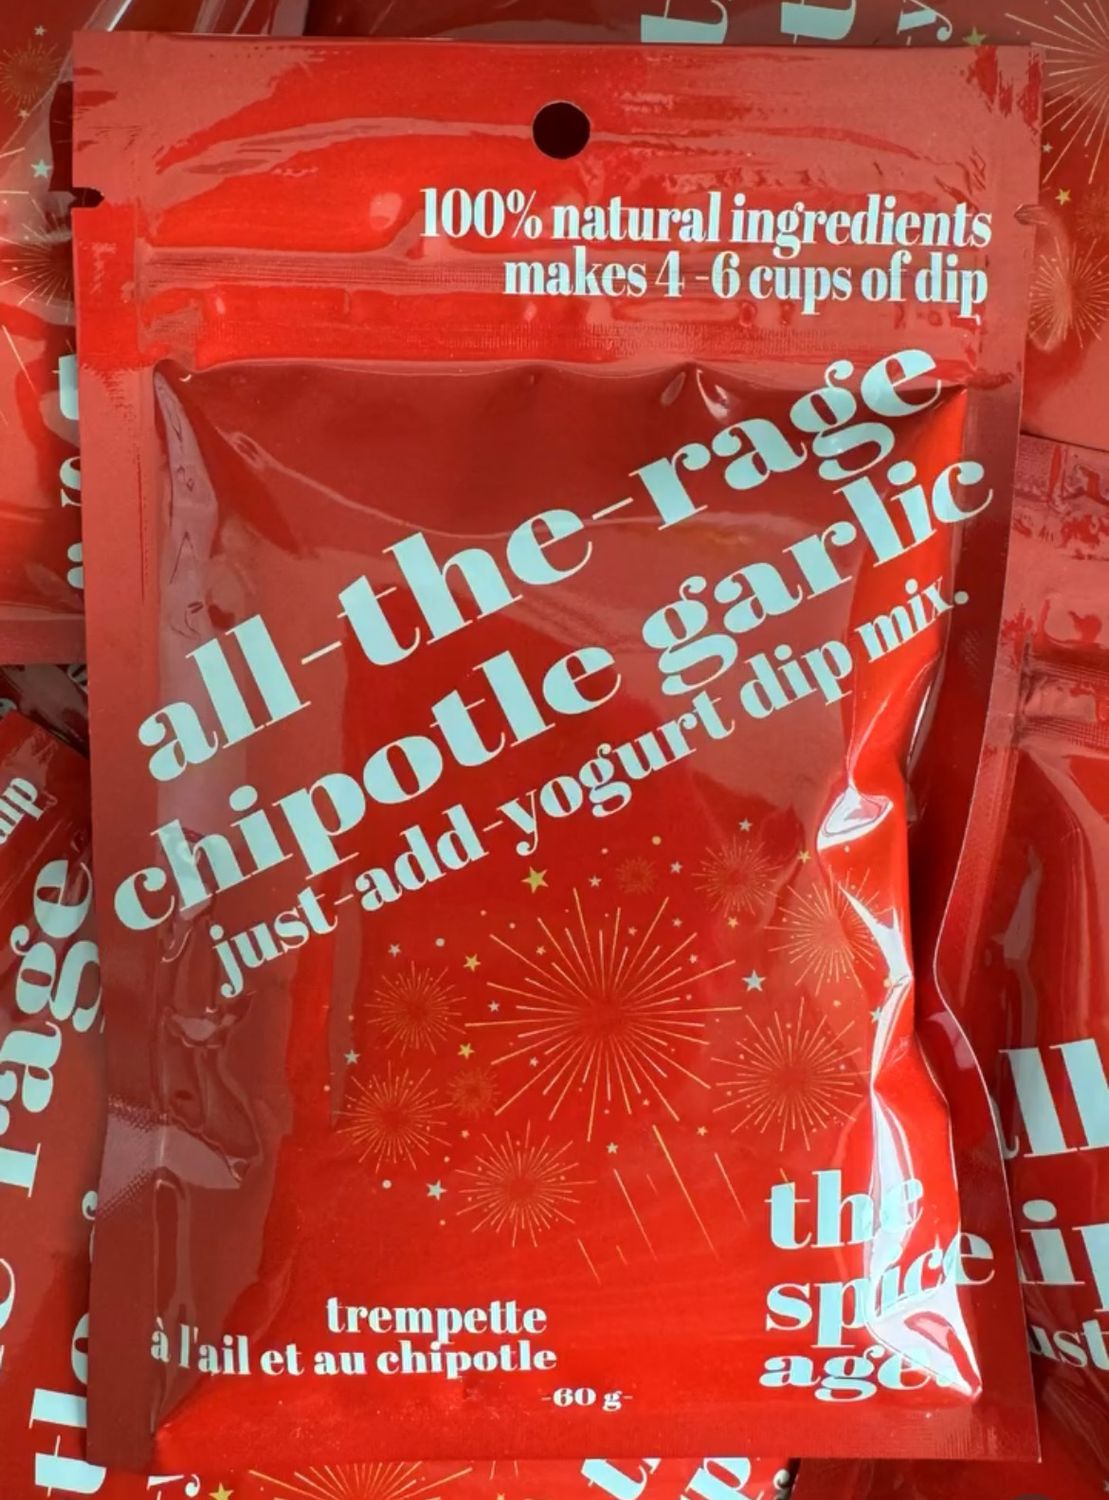 100% natural ingredients
makes 4 -6 cups of dip
all-the-rage
chipotle garlic
just-add-yogurt dip mix.
the
spice
age.
trempette
à l'ail et au chipotle
-60 g-
rage